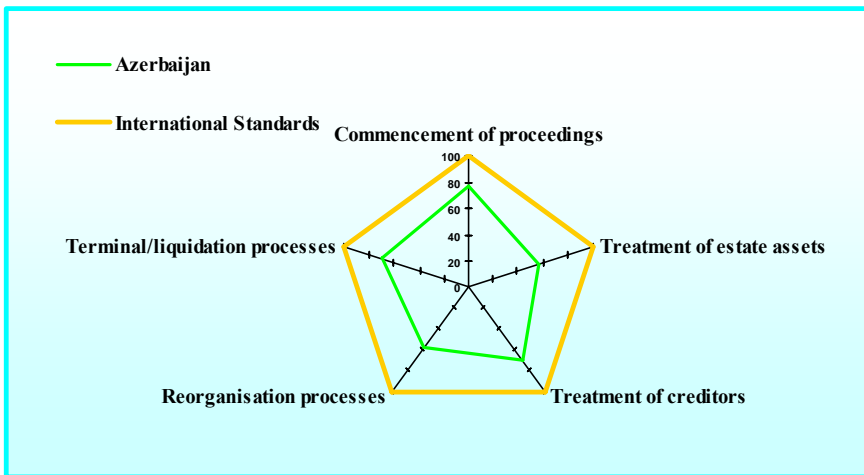 Azerbaijan
International Standards
Commencement of proceedings
100
80
60
40
20
0
Terminal/liquidation processes
Treatment of estate assets
Reorganisation processes
Treatment of creditors